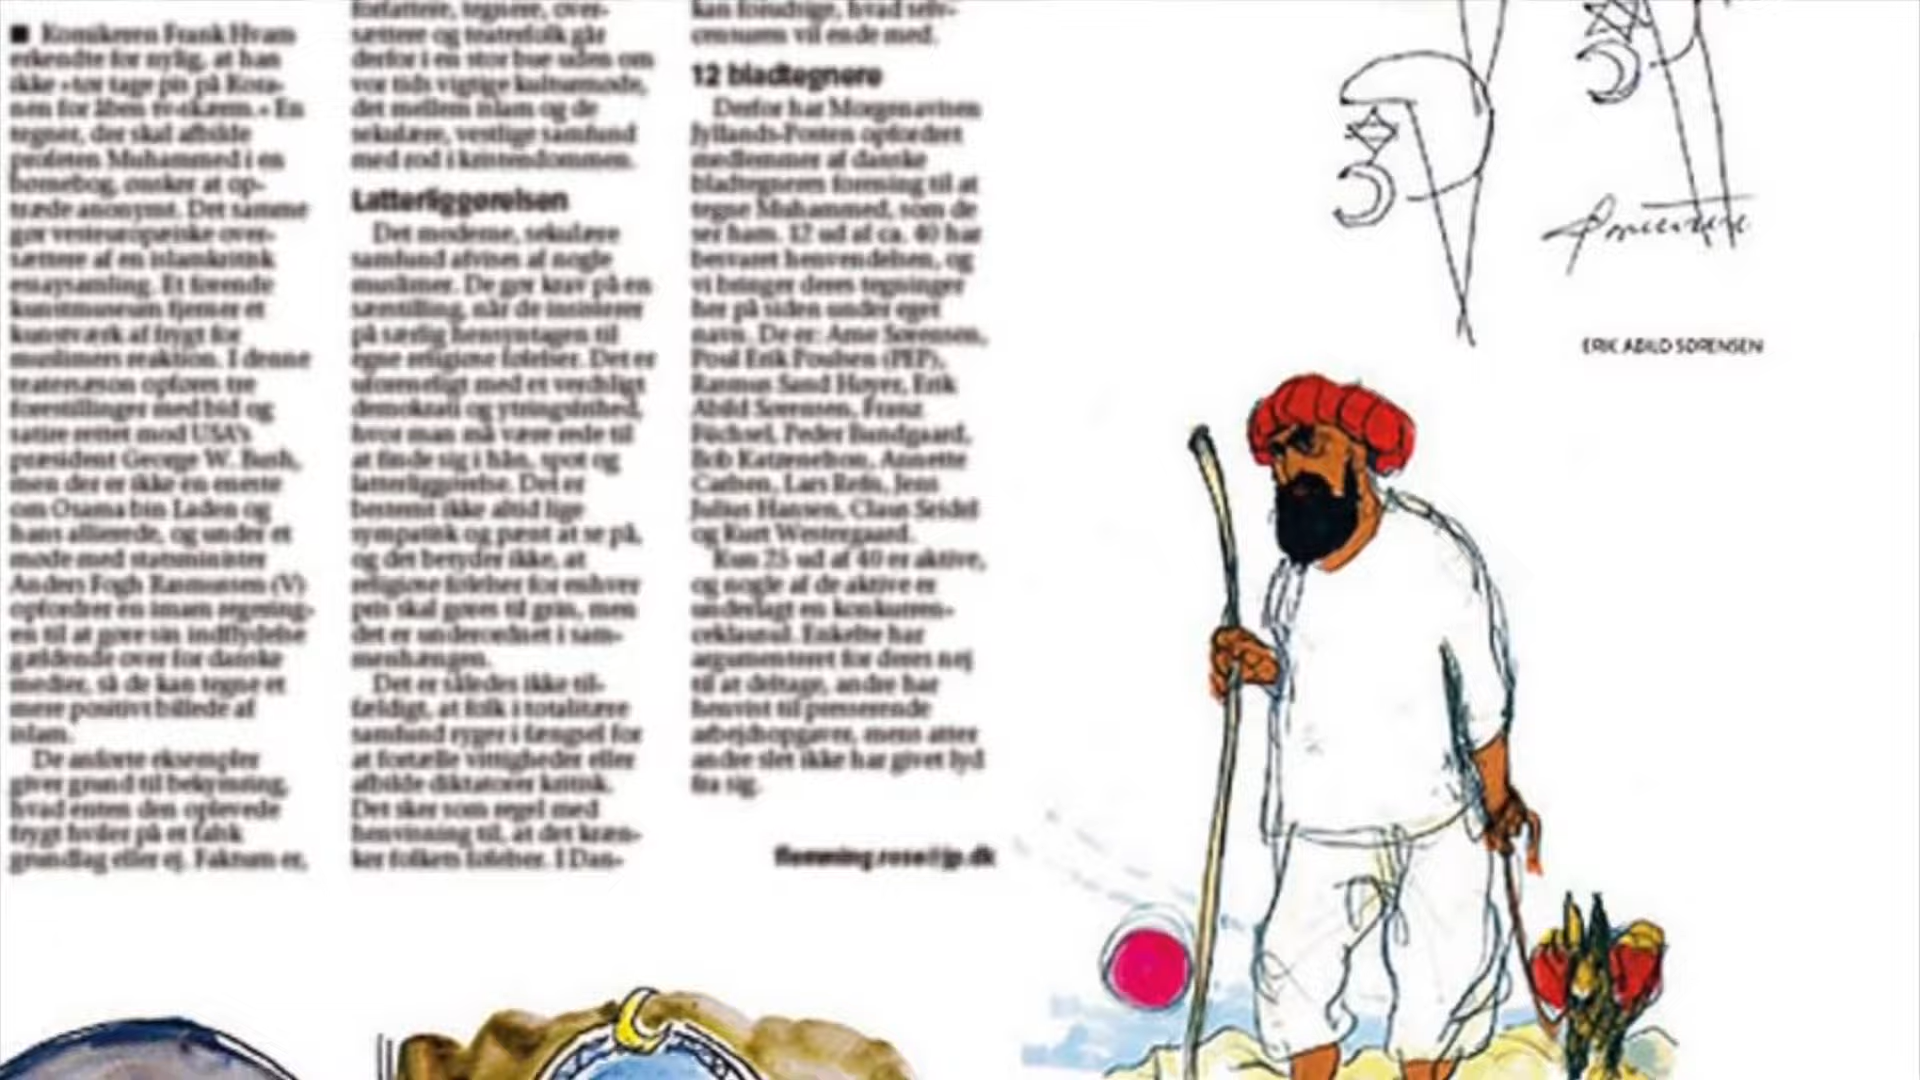 ■ Komikeren Frank Hvam
erkendte for nylig, at han
ikke »tør tage pis på Kora-
nen for åben tv-skærm.« En
tegner, der skal afbilde
profeten Muhammed i en
børnebog, ønsker at op-
træde anonymt. Det samme
gør vesteuropæiske over-
sættere af en islamkritisk
essaysamling. Et førende
kunstmuseum fjerner et
kunstværk af frygt for
muslimers reaktion. I denne
teatersæson opføres tre
forestillinger med bid og
satire rettet mod USA's
præsident George W. Bush,
men der er ikke en eneste
om Osama bin Laden og
hans allierede, og under et
møde med statsminister
Anders Fogh Rasmussen (V)
opfordrer en imam regering-
en til at gøre sin indflydelse
gældende over for danske
medier, så de kan tegne et
mere positivt billede af
islam.
De anførte eksempler
giver grund til bekymring,
hvad enten den oplevede
frygt hviler på et falsk
grundlag eller ej. Faktum er,
forfattere, tegnere, over-
sættere og teaterfolk går
derfor i en stor bue uden om
vor tids vigtige kulturmøde,
det mellem islam og de
sekulære, vestlige samfund
med rod i kristendommen.
Latterliggørelsen
Det moderne, sekulære
samfund afvises af nogle
muslimer. De gør krav på en
særstilling, når de insisterer
på særlig hensyntagen til
egne religiøse følelser. Det er
uforeneligt med et verdsligt
demokrati og ytringsfrihed,
hvor man må være rede til
at finde sig i hån, spot og
latterliggørelse. Det er
bestemt ikke altid lige
sympatisk og pænt at se på,
og det betyder ikke, at
religiøse følelser for enhver
pris skal gøres til grin, men
det er underordnet i sam-
menhængen.
Det er således ikke til-
fældigt, at folk i totalitære
samfund ryger i fængsel for
at fortælle vittigheder eller
afbilde diktatorer kritisk.
Det sker som regel med
henvisning til, at det kræn-
ker folkets følelser. I Dan-
kan forudsige, hvad selv-
censuren vil ende med.
12 bladtegnere
Derfor har Morgenavisen
Jyllands-Posten opfordret
medlemmer af danske
bladtegneres forening til at
tegne Muhammed, som de
ser ham. 12 ud af ca. 40 har
besvaret henvendelsen, og
vi bringer deres tegninger
her på siden under eget
navn. De er: Arne Sørensen,
Poul Erik Poulsen (PEP),
Rasmus Sand Høyer, Erik
Abild Sørensen, Franz
Füchsel, Peder Bundgaard,
Bob Katzenelson, Annette
Carlsen, Lars Refn, Jens
Julius Hansen, Claus Seidel
og Kurt Westergaard.
Kun 25 ud af 40 er aktive,
og nogle af de aktive er
underlagt en konkurren-
ceklausul. Enkelte har
argumenteret for deres nej
til at deltage, andre har
henvist til presserende
arbejdsopgaver, mens atter
andre slet ikke har givet lyd
fra sig.
flemming.rose@jp.dk
ERIK ABILD SØRENSEN